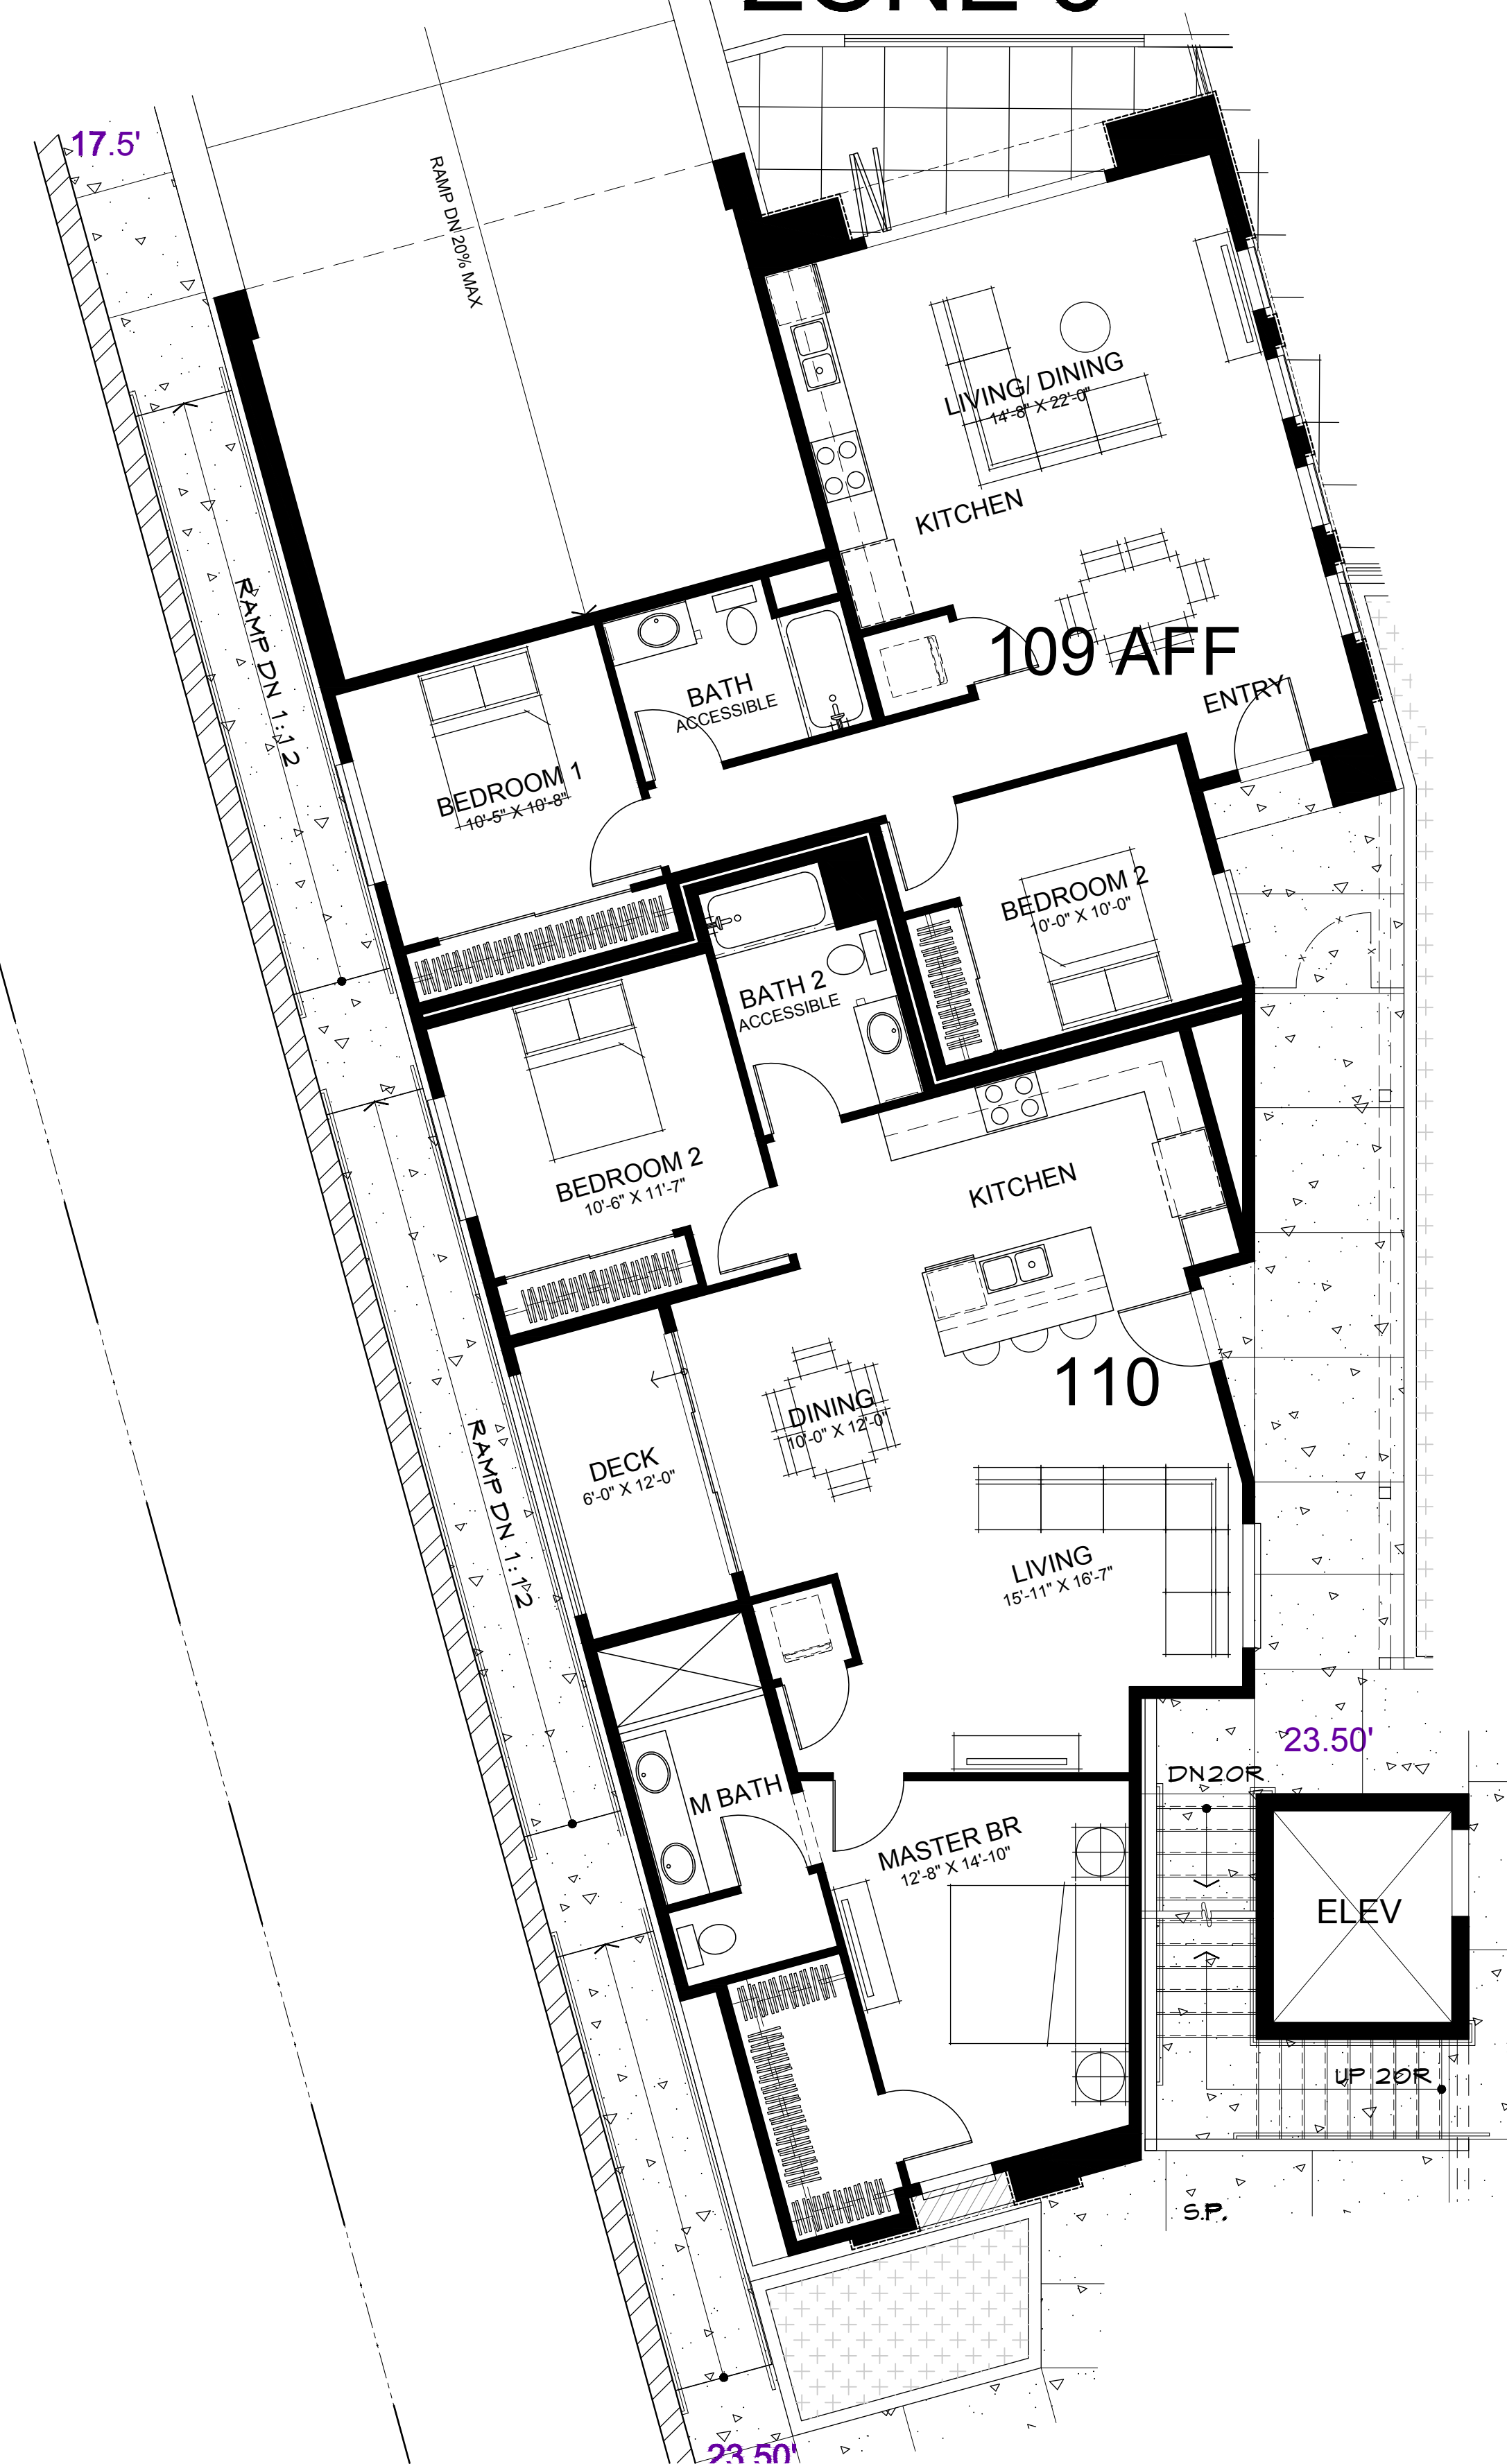 17.5'
RAMP DN 20% MAX
LIVING/ DINING
14'-8" X 22'-0"
KITCHEN
109 AFF
ENTRY
RAMP DN 1:12
BATH
ACCESSIBLE
BEDROOM 1
10'-5" X 10'-8"
BEDROOM 2
10'-0" X 10'-0"
BATH 2
ACCESSIBLE
BEDROOM 2
10'-6" X 11'-7"
KITCHEN
110
DINING
10'-0" X 12'-0"
DECK
6'-0" X 12'-0"
RAMP DN 1:12
LIVING
15'-11" X 16'-7"
23.50'
DN20R
M BATH
MASTER BR
12'-8" X 14'-10"
ELEV
UP 20R
S.P.
23.50'